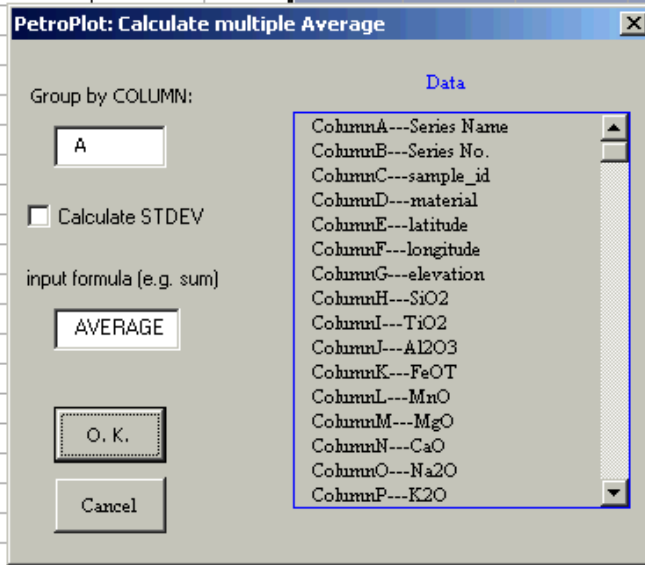 PetroPlot: Calculate multiple Average
Group by COLUMN:
A
Calculate STDEV
input formula (e.g. sum)
AVERAGE
O. K.
Cancel
Data
ColumnA---Series Name
ColumnB---Series No.
ColumnC---sample_id
ColumnD---material
ColumnE---latitude
ColumnF---longitude
ColumnG---elevation
ColumnH---SiO2
ColumnI---TiO2
ColumnJ---Al2O3
ColumnK---FeOT
ColumnL---MnO
ColumnM---MgO
ColumnN---CaO
ColumnO---Na2O
ColumnP---K2O